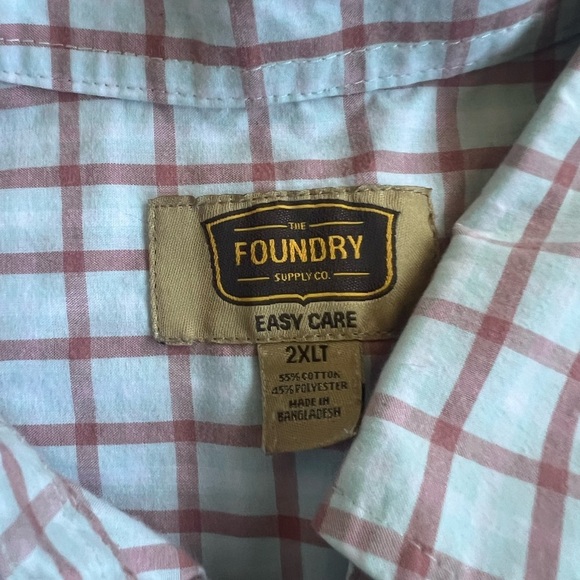 THE
FOUNDRY
SUPPLY CO.
EASY CARE
2XLT
55% COTTON
45% POLYESTER
MADE IN
BANGLADESH